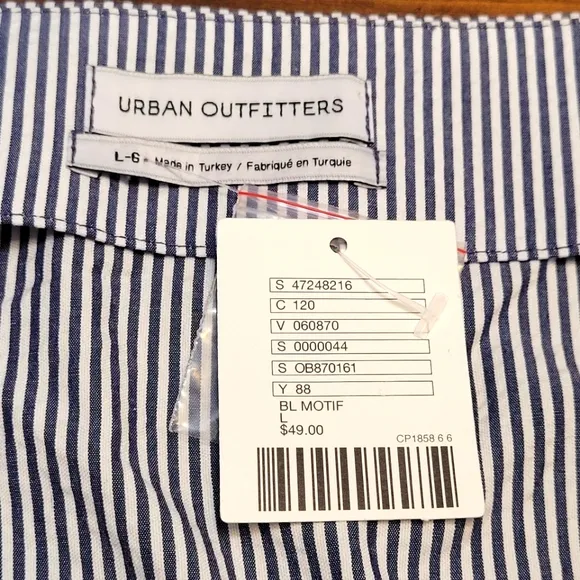 URBAN OUTFITTERS
L-G Made in Turkey / Fabriqué en Turquie
S 47248216
C 120
V 060870
S 0000044
S OB870161
Y 88
BL MOTIF
L
$49.00
CP1858 6 6